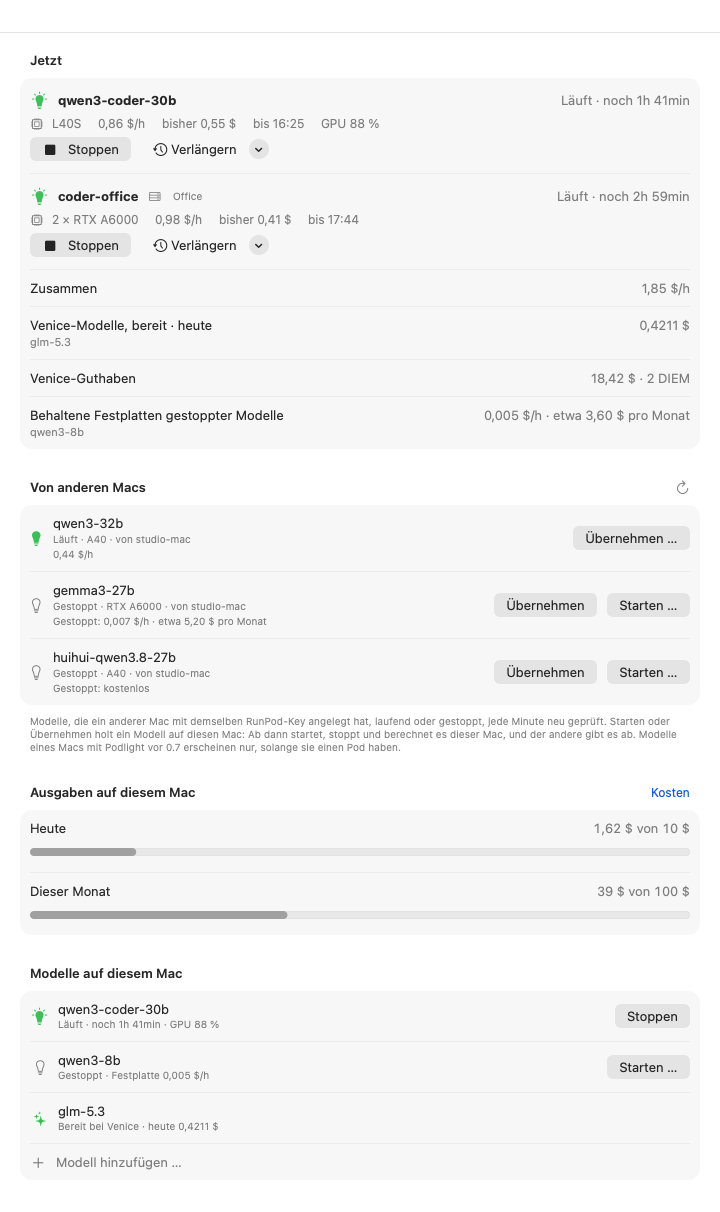 Jetzt
qwen3-coder-30b
Läuft · noch 1h 41min
L40S 0,86 $/h bisher 0,55 $ bis 16:25 GPU 88 %
Stoppen Verlängern
coder-office Office
Läuft · noch 2h 59min
2 × RTX A6000 0,98 $/h bisher 0,41 $ bis 17:44
Stoppen Verlängern
Zusammen 1,85 $/h
Venice-Modelle, bereit · heute 0,4211 $
glm-5.3
Venice-Guthaben 18,42 $ · 2 DIEM
Behaltene Festplatten gestoppter Modelle 0,005 $/h · etwa 3,60 $ pro Monat
qwen3-8b
Von anderen Macs
qwen3-32b
Läuft · A40 · von studio-mac
0,44 $/h
Übernehmen ...
gemma3-27b
Gestoppt · RTX A6000 · von studio-mac
Gestoppt: 0,007 $/h · etwa 5,20 $ pro Monat
Übernehmen Starten ...
huihui-qwen3.8-27b
Gestoppt · A40 · von studio-mac
Gestoppt: kostenlos
Übernehmen Starten ...
Modelle, die ein anderer Mac mit demselben RunPod-Key angelegt hat, laufend oder gestoppt, jede Minute neu geprüft. Starten oder
Übernehmen holt ein Modell auf diesen Mac: Ab dann startet, stoppt und berechnet es dieser Mac, und der andere gibt es ab. Modelle
eines Macs mit Podlight vor 0.7 erscheinen nur, solange sie einen Pod haben.
Ausgaben auf diesem Mac Kosten
Heute 1,62 $ von 10 $
Dieser Monat 39 $ von 100 $
Modelle auf diesem Mac
qwen3-coder-30b
Läuft · noch 1h 41min · GPU 88 %
Stoppen
qwen3-8b
Gestoppt · Festplatte 0,005 $/h
Starten ...
glm-5.3
Bereit bei Venice · heute 0,4211 $
Modell hinzufügen ...